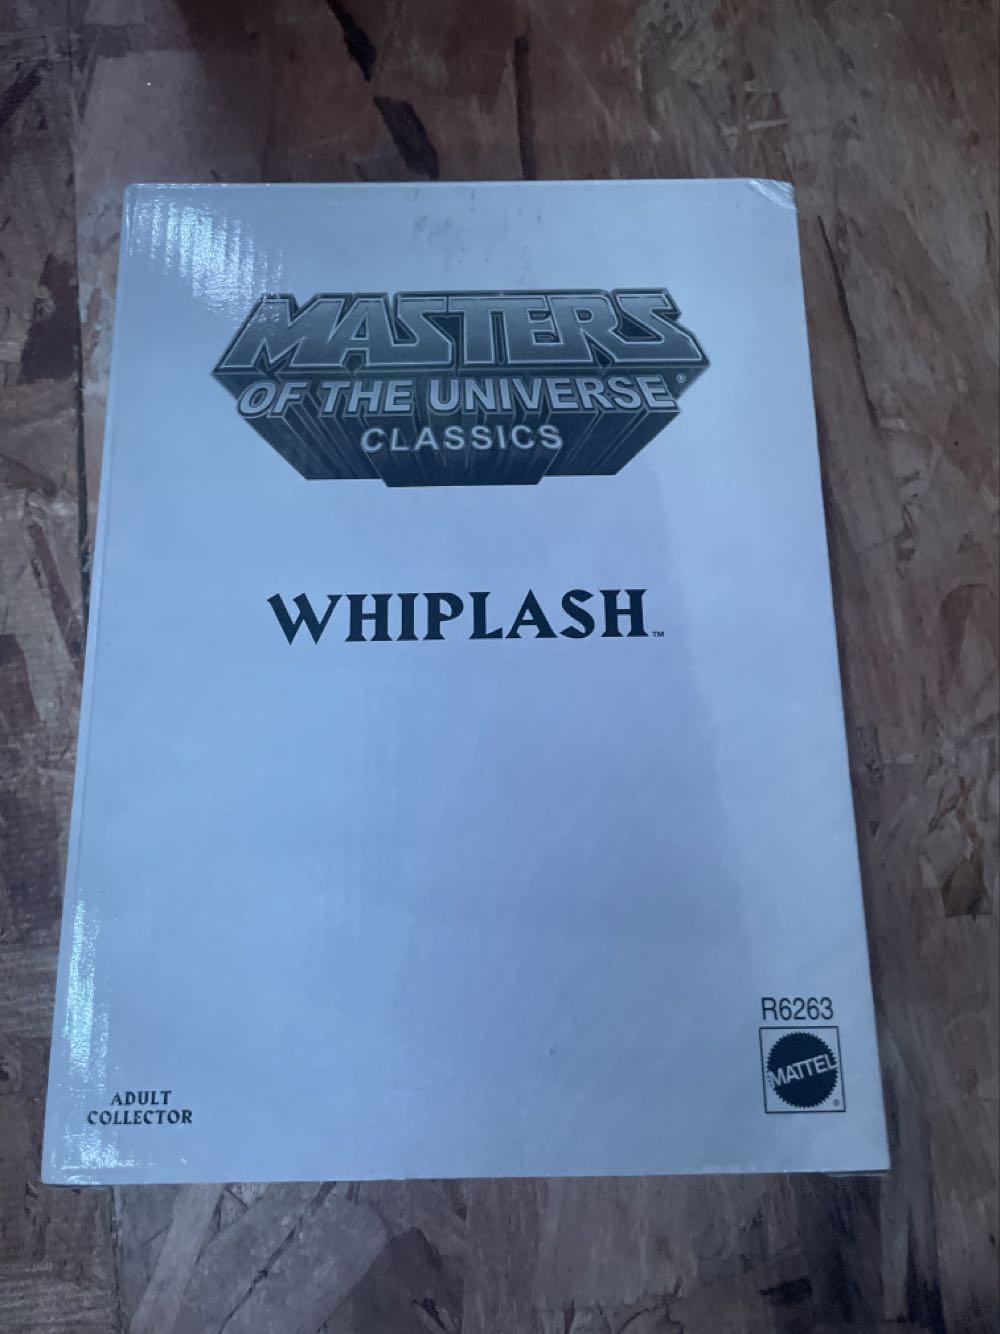 MASTERS
OF THE UNIVERSE®
CLASSICS
WHIPLASH™
R6263
MATTEL
®
ADULT
COLLECTOR